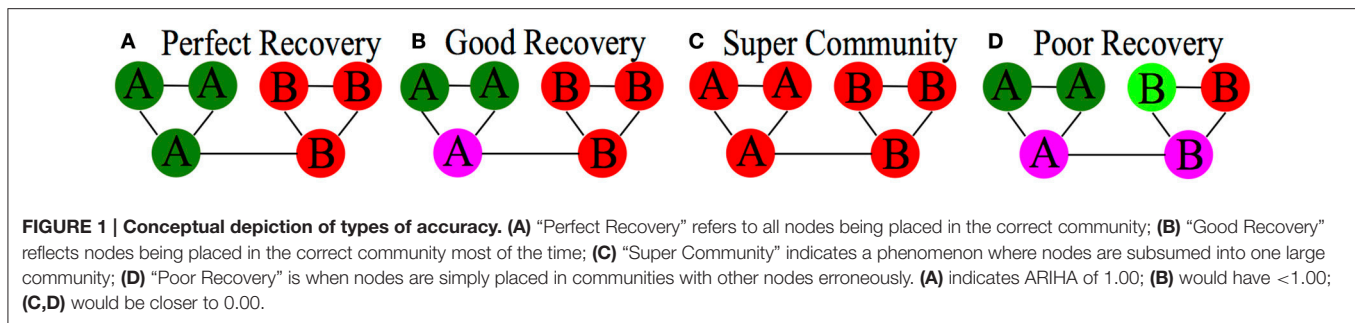 A Perfect Recovery B Good Recovery C Super Community D Poor Recovery
A A B B A A B B A A B B A A B B
A B A B A B A B
FIGURE 1 | Conceptual depiction of types of accuracy. (A) “Perfect Recovery” refers to all nodes being placed in the correct community; (B) “Good Recovery”
reflects nodes being placed in the correct community most of the time; (C) “Super Community” indicates a phenomenon where nodes are subsumed into one large
community; (D) “Poor Recovery” is when nodes are simply placed in communities with other nodes erroneously. (A) indicates ARIHA of 1.00; (B) would have <1.00;
(C,D) would be closer to 0.00.